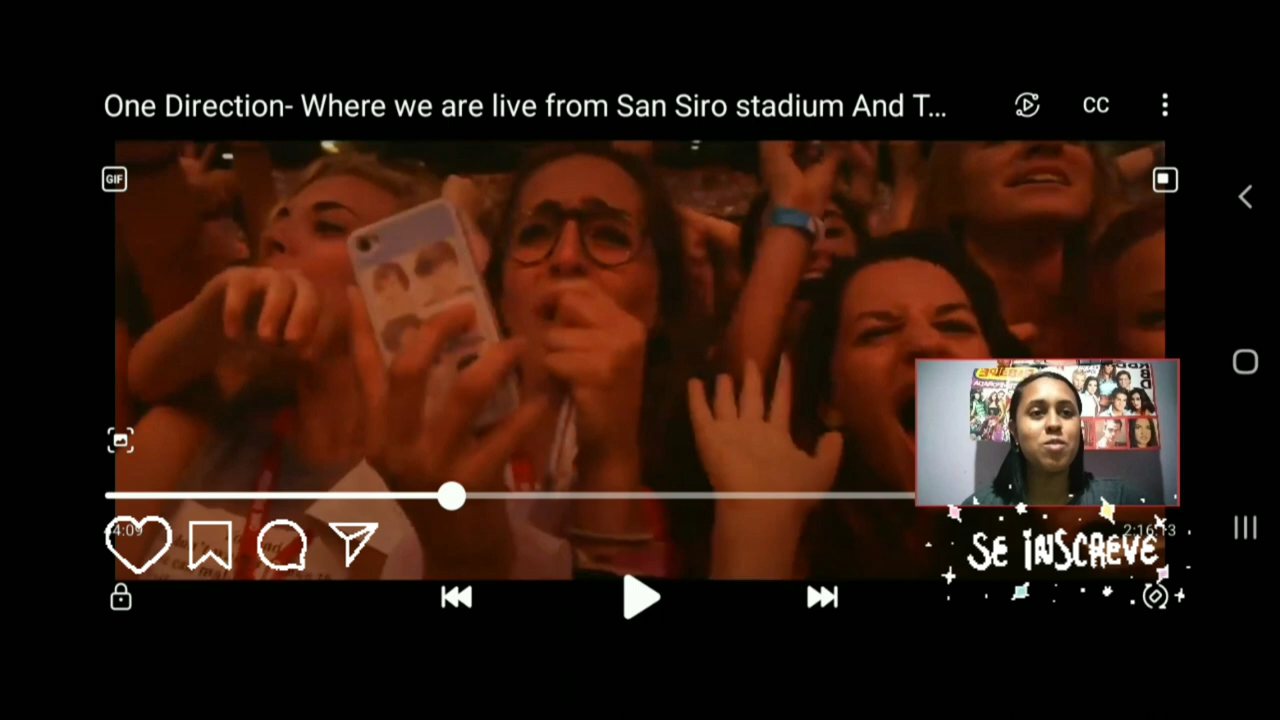 One Direction- Where we are live from San Siro stadium And T...
CC
GIF
4:09
2:16:13
SE INSCREVE